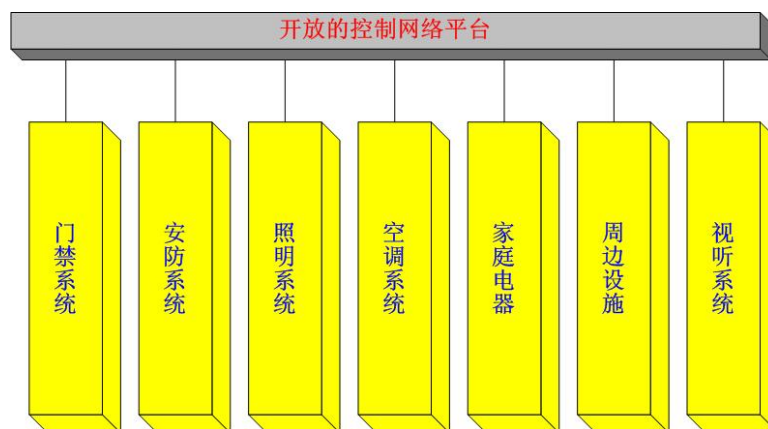 开放的控制网络平台
门禁系统
安防系统
照明系统
空调系统
家庭电器
周边设施
视听系统